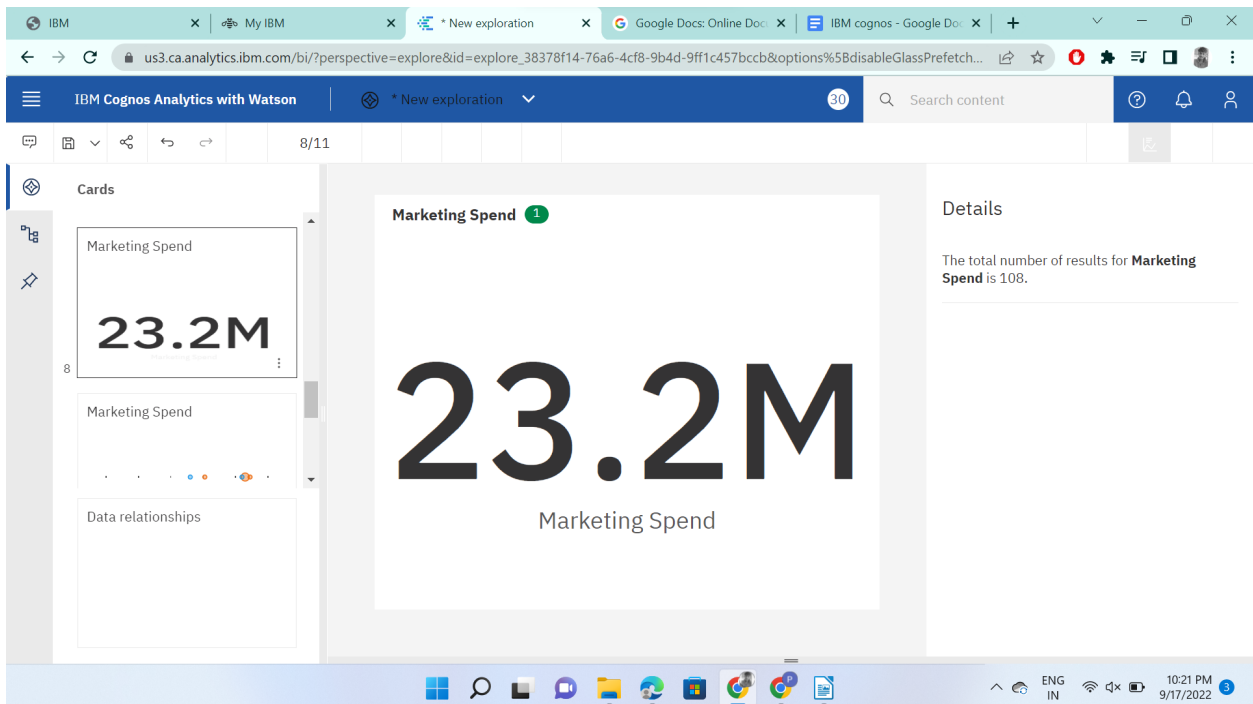 IBM
My IBM
* New exploration
Google Docs: Online Doc
IBM cognos - Google Doc
us3.ca.analytics.ibm.com/bi/?perspective=explore&id=explore_38378f14-76a6-4cf8-9b4d-9ff1c457bccb&options%5BdisableGlassPrefetch...
IBM Cognos Analytics with Watson
* New exploration
30
Search content
8/11
Cards
Marketing Spend
23.2M
Marketing Spend
8
Marketing Spend
Data relationships
Marketing Spend 1
23.2M
Marketing Spend
Details
The total number of results for Marketing
Spend is 108.
ENG
IN
10:21 PM
9/17/2022
3